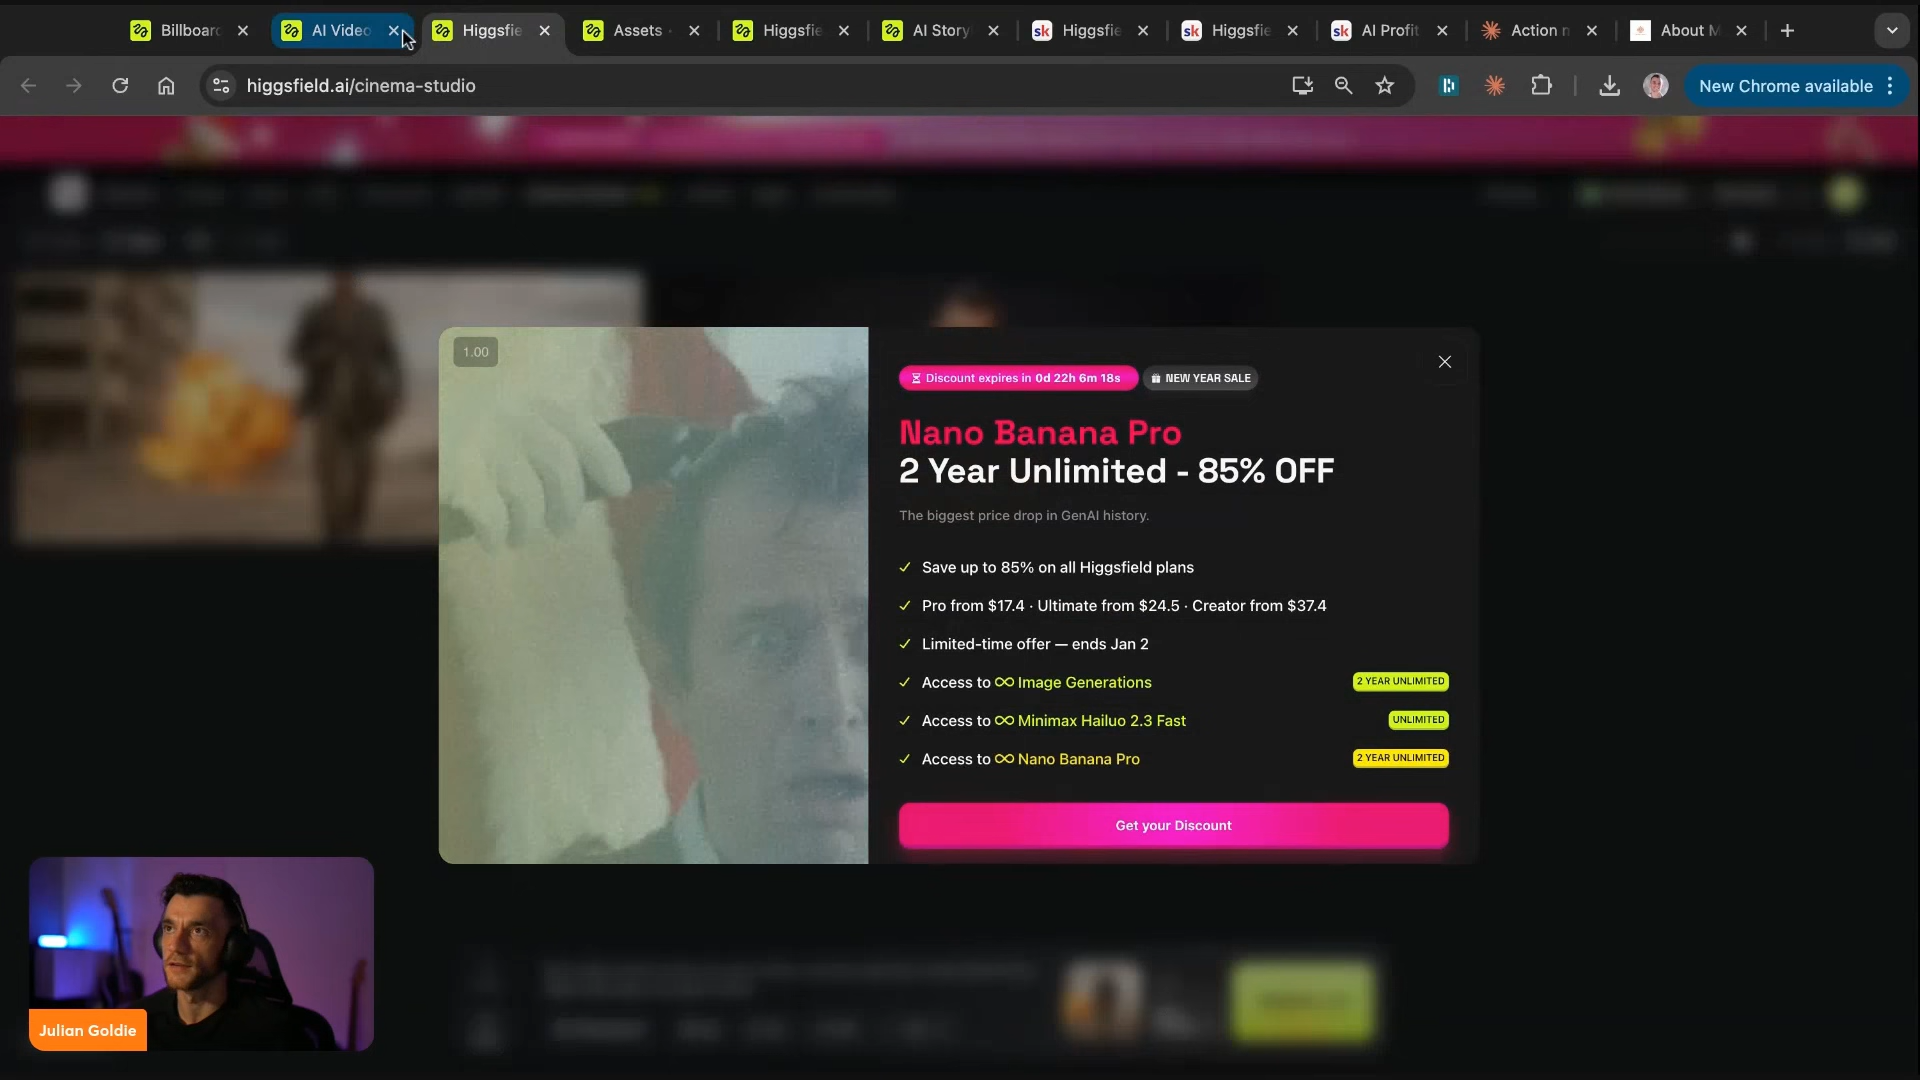 Billboard
AI Video
Higgsfie
Assets
Higgsfie
AI Story
Higgsfie
Higgsfie
AI Profit
Action
About M
higgsfield.ai/cinema-studio
New Chrome available
1.00
Discount expires in 0d 22h 6m 18s
NEW YEAR SALE
Nano Banana Pro
2 Year Unlimited - 85% OFF
The biggest price drop in GenAI history.
Save up to 85% on all Higgsfield plans
Pro from $17.4 · Ultimate from $24.5 · Creator from $37.4
Limited-time offer — ends Jan 2
Access to ∞ Image Generations 2 YEAR UNLIMITED
Access to ∞ Minimax Hailuo 2.3 Fast UNLIMITED
Access to ∞ Nano Banana Pro 2 YEAR UNLIMITED
Get your Discount
Julian Goldie